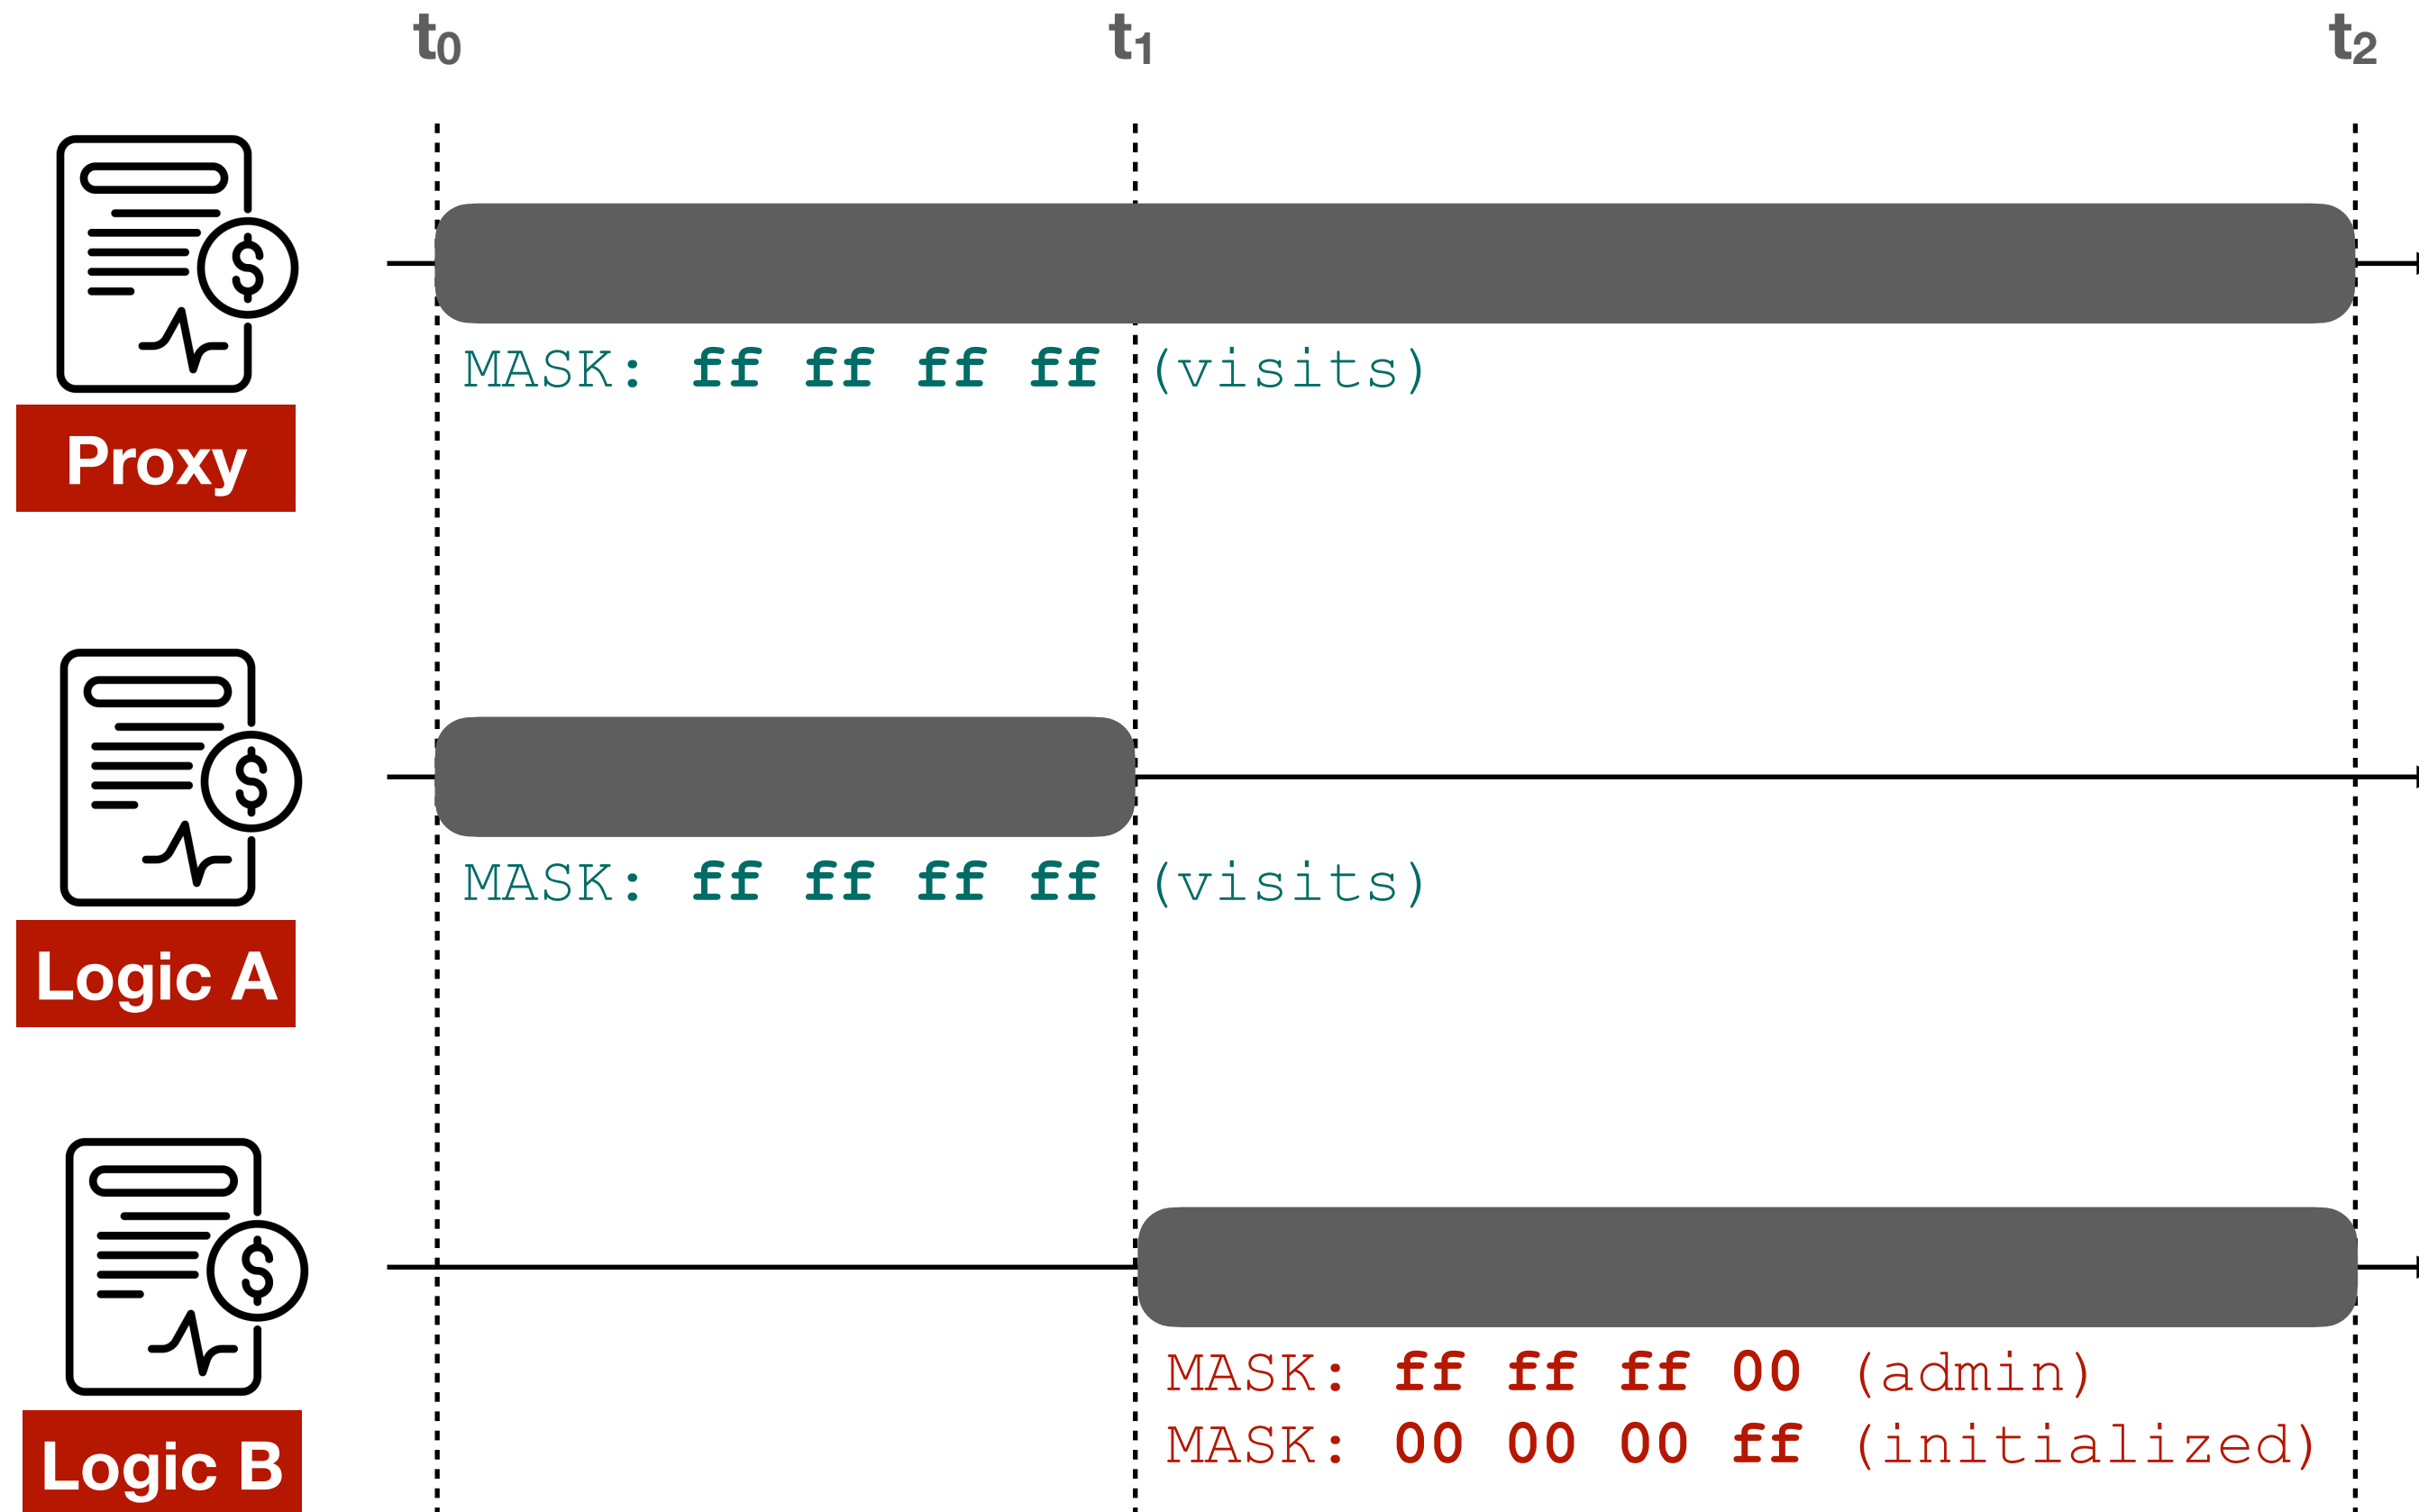 t0 t1 t2
MASK: ff ff ff ff (visits)
Proxy
MASK: ff ff ff ff (visits)
Logic A
MASK: ff ff ff 00 (admin)
MASK: 00 00 00 ff (initialized)
Logic B